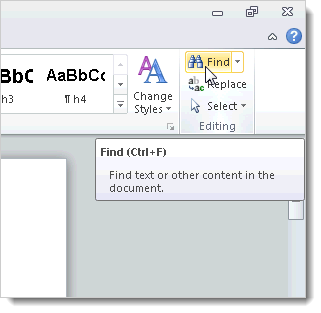 Find
ɐBbC AaBbCc
Change
Styles
Replace
¶ h3 ¶ h4
Select
Editing
Find (Ctrl+F)
Find text or other content in the
document.